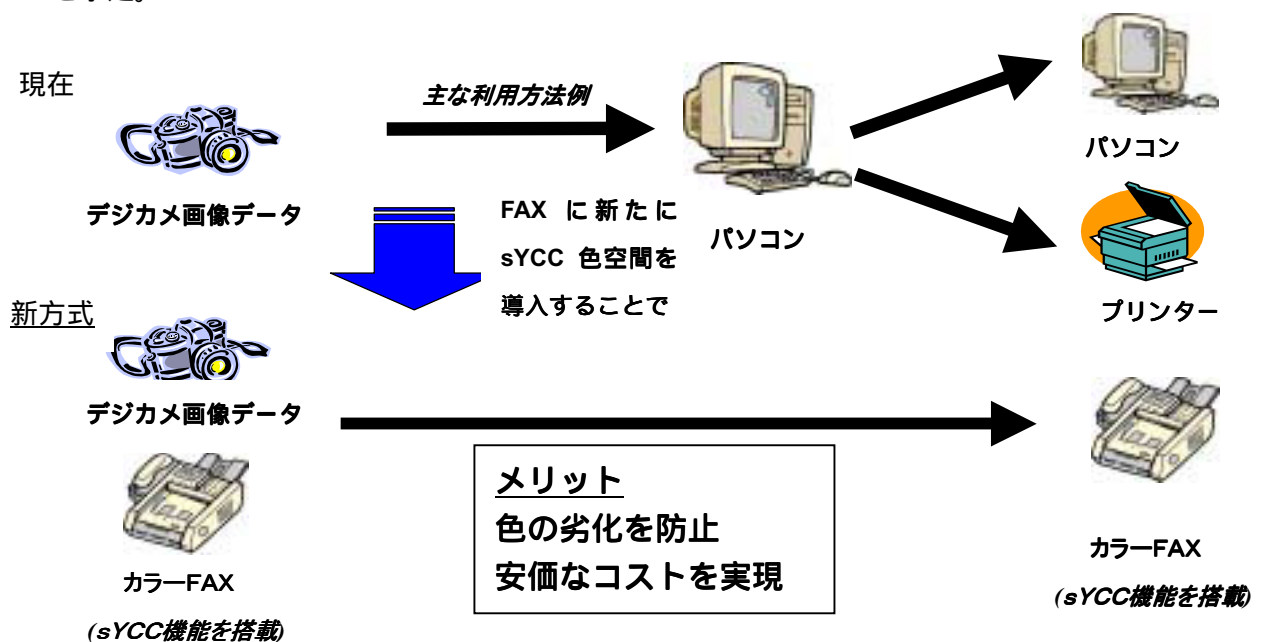 現在
主な利用方法例
パソコン
デジカメ画像データ
FAX に新たに
sYCC 色空間を
導入することで
パソコン
プリンター
新方式
デジカメ画像データ
メリット
色の劣化を防止
安価なコストを実現
カラーFAX
(sYCC機能を搭載)
カラーFAX
(sYCC機能を搭載)